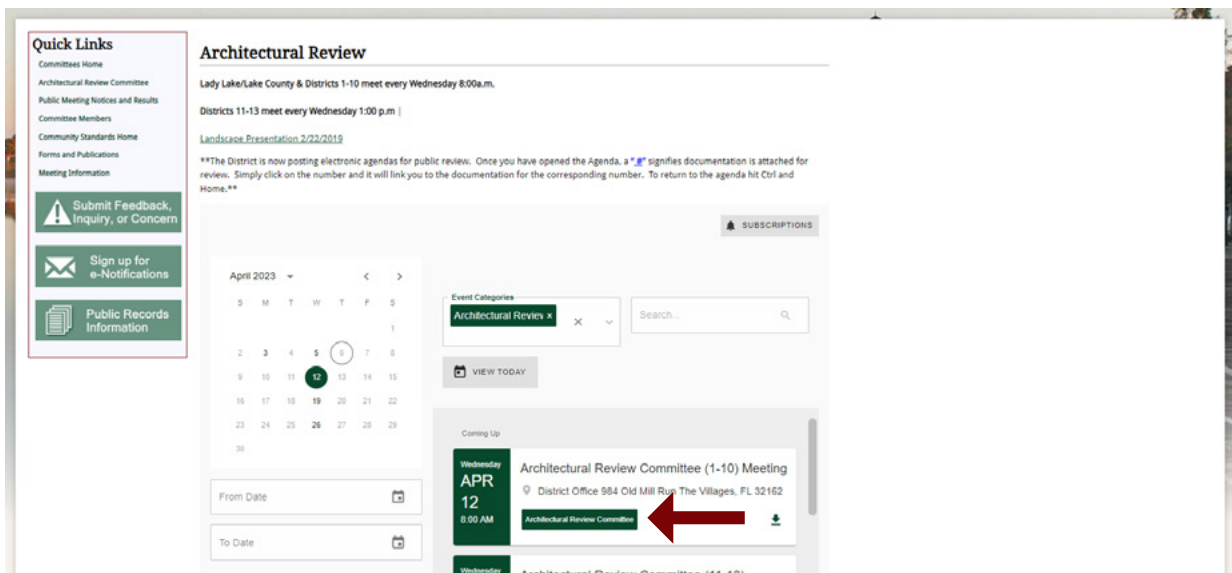 Quick Links
Committees Home
Architectural Review Committee
Public Meeting Notices and Results
Committee Members
Community Standards Home
Forms and Publications
Meeting Information
Submit Feedback,
Inquiry, or Concern
Sign up for
e-Notifications
Public Records
Information
Architectural Review
Lady Lake/Lake County & Districts 1-10 meet every Wednesday 8:00a.m.
Districts 11-13 meet every Wednesday 1:00 p.m |
Landscape Presentation 2/22/2019
**The District is now posting electronic agendas for public review. Once you have opened the Agenda, a "#" signifies documentation is attached for
review. Simply click on the number and it will link you to the documentation for the corresponding number. To return to the agenda hit Ctrl and
Home.**
SUBSCRIPTIONS
April 2023
S M T W T F S
1
2 3 4 5 6 7 8
9 10 11 12 13 14 15
16 17 18 19 20 21 22
23 24 25 26 27 28 29
30
From Date
To Date
Event Categories
Architectural Review x
Search...
VIEW TODAY
Coming Up
Wednesday
APR
12
8:00 AM
Architectural Review Committee (1-10) Meeting
District Office 984 Old Mill Run The Villages, FL 32162
Architectural Review Committee
Wednesday
Architectural Review Committee (11-13)